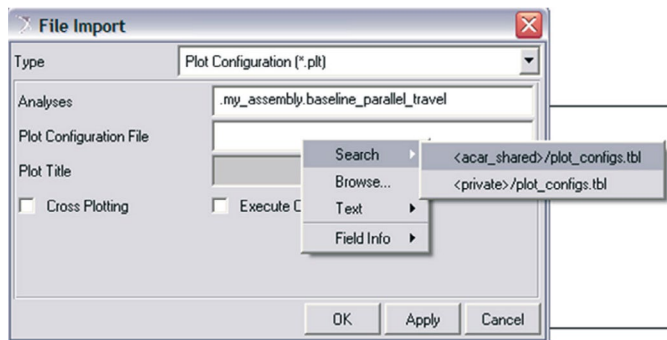 File Import
Type Plot Configuration (*.plt)
Analyses .my_assembly.baseline_parallel_travel
Plot Configuration File
Search <acar_shared>/plot_configs.tbl
Plot Title
Browse... <private>/plot_configs.tbl
Cross Plotting Execute Text
Field Info
OK Apply Cancel